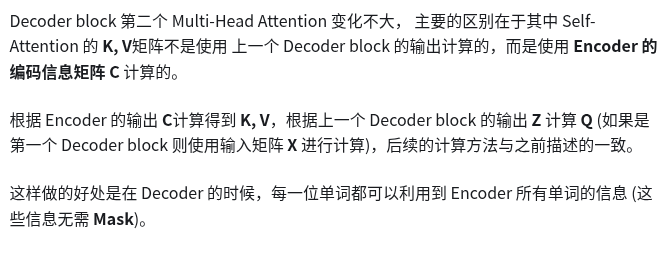 Decoder block 第二个 Multi-Head Attention 变化不大， 主要的区别在于其中 Self-
Attention 的 K, V矩阵不是使用 上一个 Decoder block 的输出计算的，而是使用 Encoder 的
编码信息矩阵 C 计算的。
根据 Encoder 的输出 C计算得到 K, V，根据上一个 Decoder block 的输出 Z 计算 Q (如果是
第一个 Decoder block 则使用输入矩阵 X 进行计算)，后续的计算方法与之前描述的一致。
这样做的好处是在 Decoder 的时候，每一位单词都可以利用到 Encoder 所有单词的信息 (这
些信息无需 Mask)。